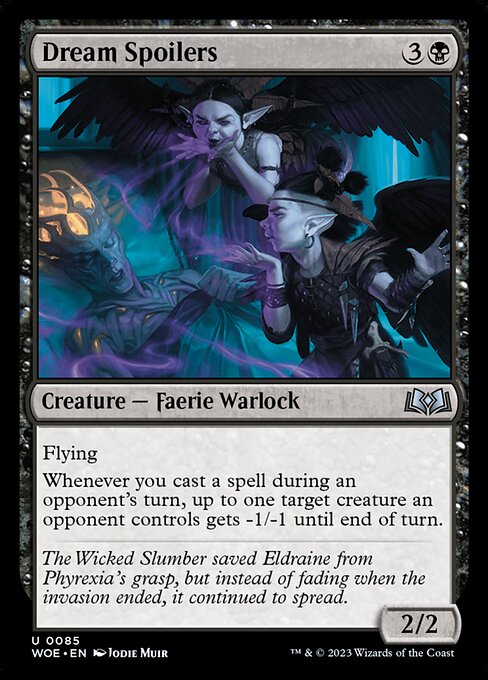 Dream Spoilers 3
Creature — Faerie Warlock
Flying
Whenever you cast a spell during an
opponent's turn, up to one target creature an
opponent controls gets -1/-1 until end of turn.
The Wicked Slumber saved Eldraine from
Phyrexia's grasp, but instead of fading when the
invasion ended, it continued to spread.
2/2
U 0085
WOE • EN Jodie Muir
™ & © 2023 Wizards of the Coast